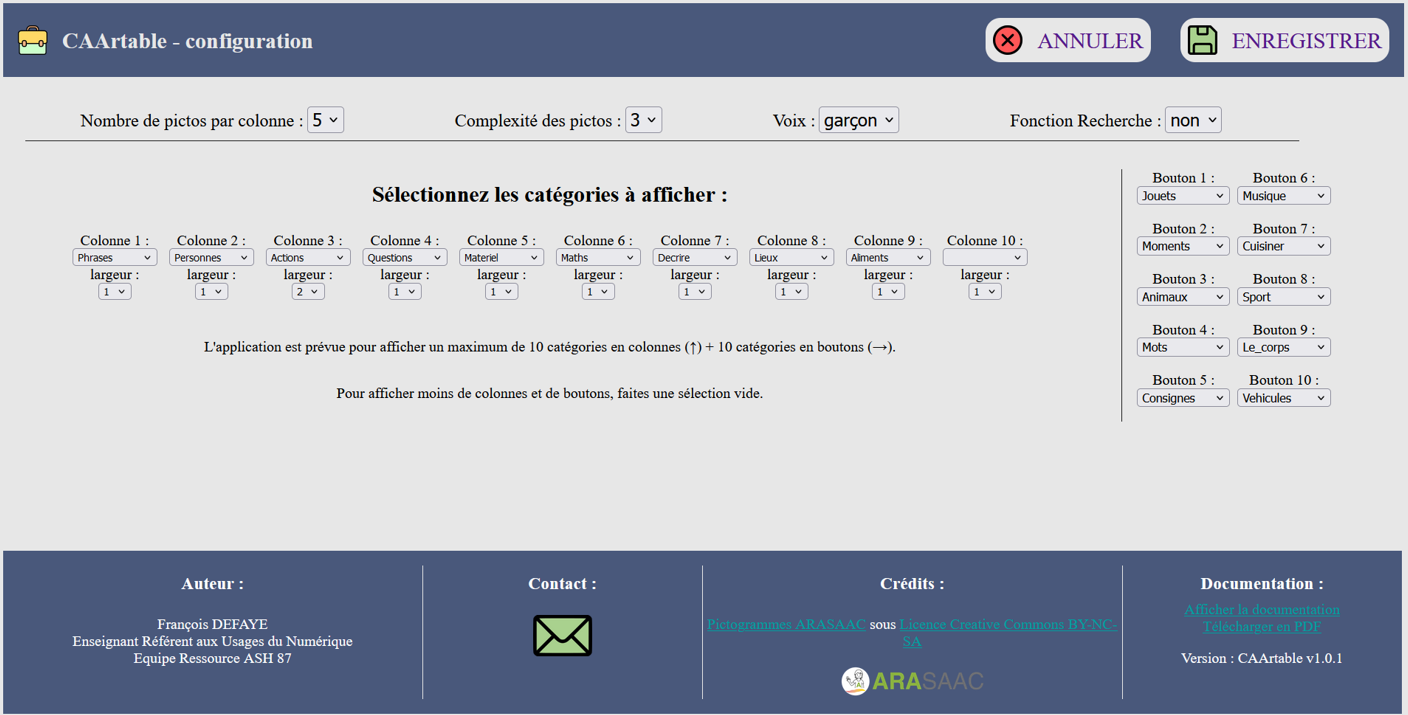 CAArtable - configuration
ANNULER
ENREGISTRER
Nombre de pictos par colonne : 5
Complexité des pictos : 3
Voix : garçon
Fonction Recherche : non
Sélectionnez les catégories à afficher :
Colonne 1 : Colonne 2 : Colonne 3 : Colonne 4 : Colonne 5 : Colonne 6 : Colonne 7 : Colonne 8 : Colonne 9 : Colonne 10 :
Phrases Personnes Actions Questions Materiel Maths Decrire Lieux Aliments
largeur : largeur : largeur : largeur : largeur : largeur : largeur : largeur : largeur : largeur :
1 1 2 1 1 1 1 1 1 1
L'application est prévue pour afficher un maximum de 10 catégories en colonnes (↑) + 10 catégories en boutons (→).
Pour afficher moins de colonnes et de boutons, faites une sélection vide.
Bouton 1 : Bouton 6 :
Jouets Musique
Bouton 2 : Bouton 7 :
Moments Cuisiner
Bouton 3 : Bouton 8 :
Animaux Sport
Bouton 4 : Bouton 9 :
Mots Le_corps
Bouton 5 : Bouton 10 :
Consignes Vehicules
Auteur :
François DEFAYE
Enseignant Référent aux Usages du Numérique
Equipe Ressource ASH 87
Contact :
Crédits :
Pictogrammes ARASAAC sous Licence Creative Commons BY-NC-
SA
ARASAAC
Documentation :
Afficher la documentation
Télécharger en PDF
Version : CAArtable v1.0.1